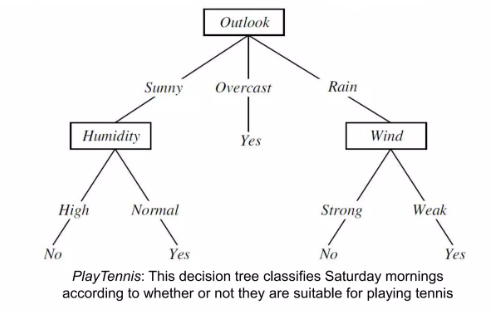 Outlook
Sunny Overcast Rain
Humidity Yes Wind
High Normal Strong Weak
No Yes No Yes
PlayTennis: This decision tree classifies Saturday mornings
according to whether or not they are suitable for playing tennis